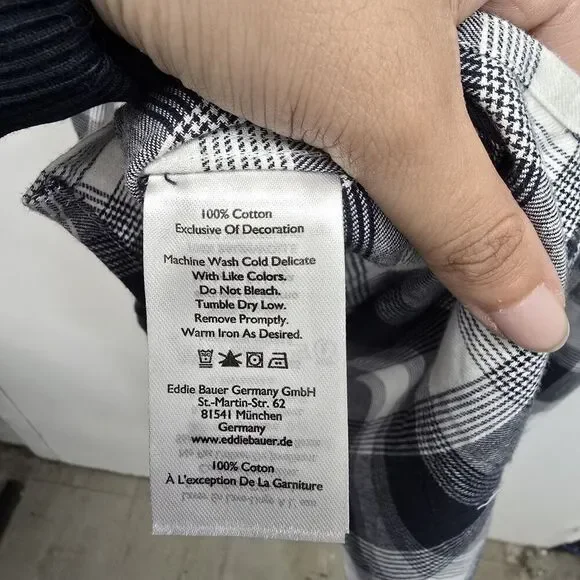 100% Cotton
Exclusive Of Decoration
Machine Wash Cold Delicate
With Like Colors.
Do Not Bleach.
Tumble Dry Low.
Remove Promptly.
Warm Iron As Desired.
Eddie Bauer Germany GmbH
St.-Martin-Str. 62
81541 München
Germany
www.eddiebauer.de
100% Coton
À L'exception De La Garniture